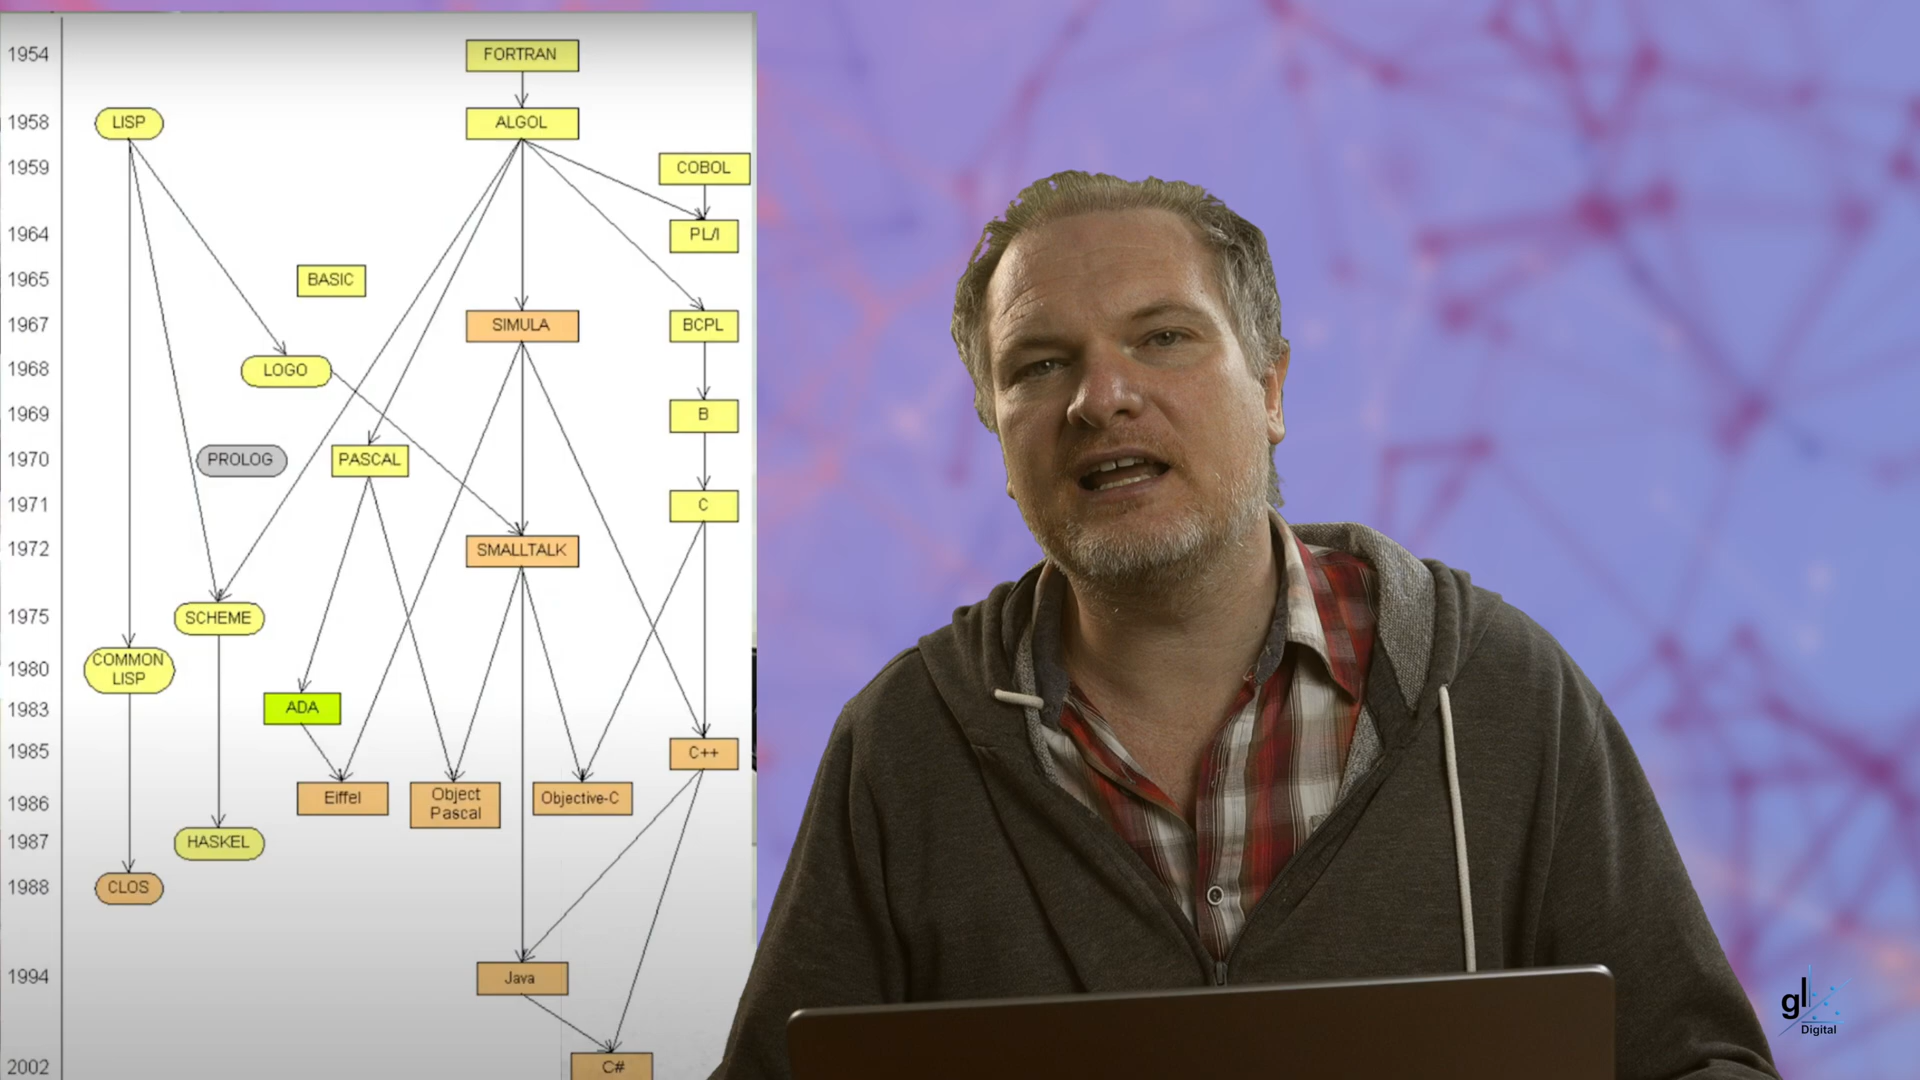 1954
FORTRAN
1958
LISP
ALGOL
1959
COBOL
1964
PL/I
1965
BASIC
1967
SIMULA
BCPL
1968
LOGO
1969
B
1970
PROLOG
PASCAL
1971
C
1972
SMALLTALK
1975
SCHEME
1980
COMMON
LISP
1983
ADA
1985
C++
1986
Eiffel
Object
Pascal
Objective-C
1987
HASKEL
1988
CLOS
1994
Java
2002
C#
gl
Digital